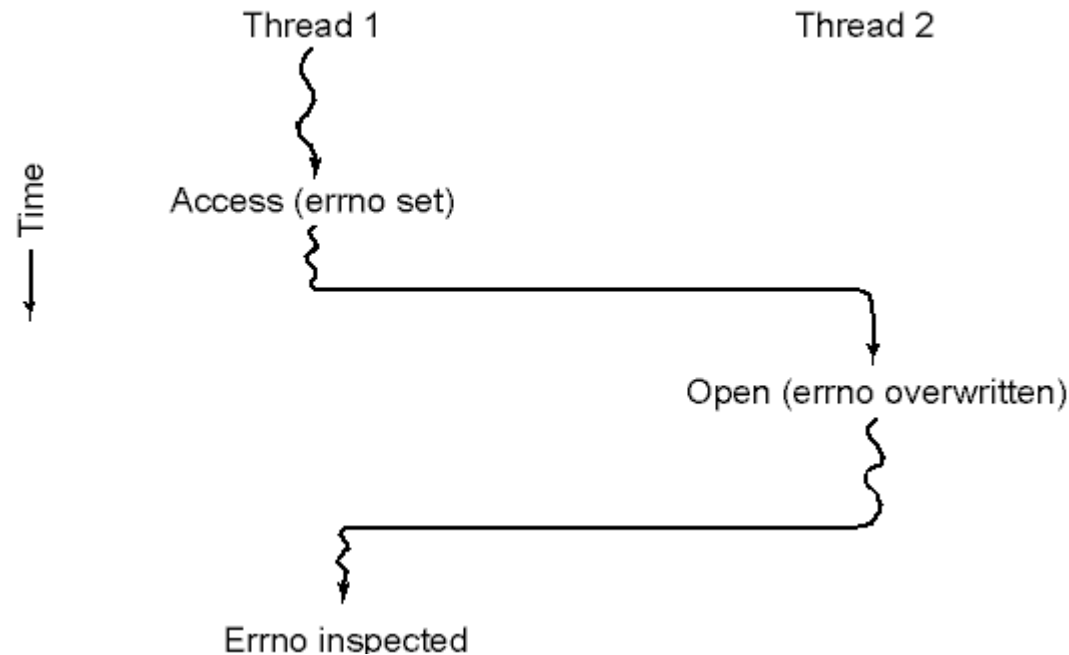 Thread 1
Thread 2
Time
Access (errno set)
Open (errno overwritten)
Errno inspected